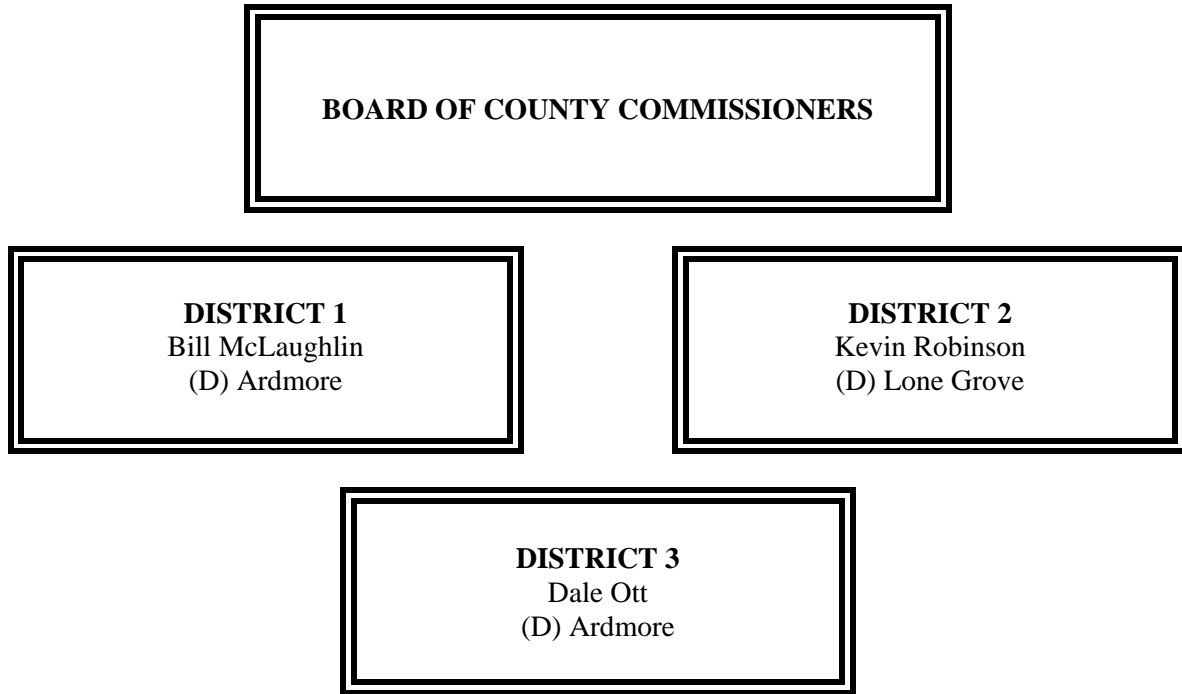 BOARD OF COUNTY COMMISSIONERS
DISTRICT 1
Bill McLaughlin
(D) Ardmore
DISTRICT 2
Kevin Robinson
(D) Lone Grove
DISTRICT 3
Dale Ott
(D) Ardmore